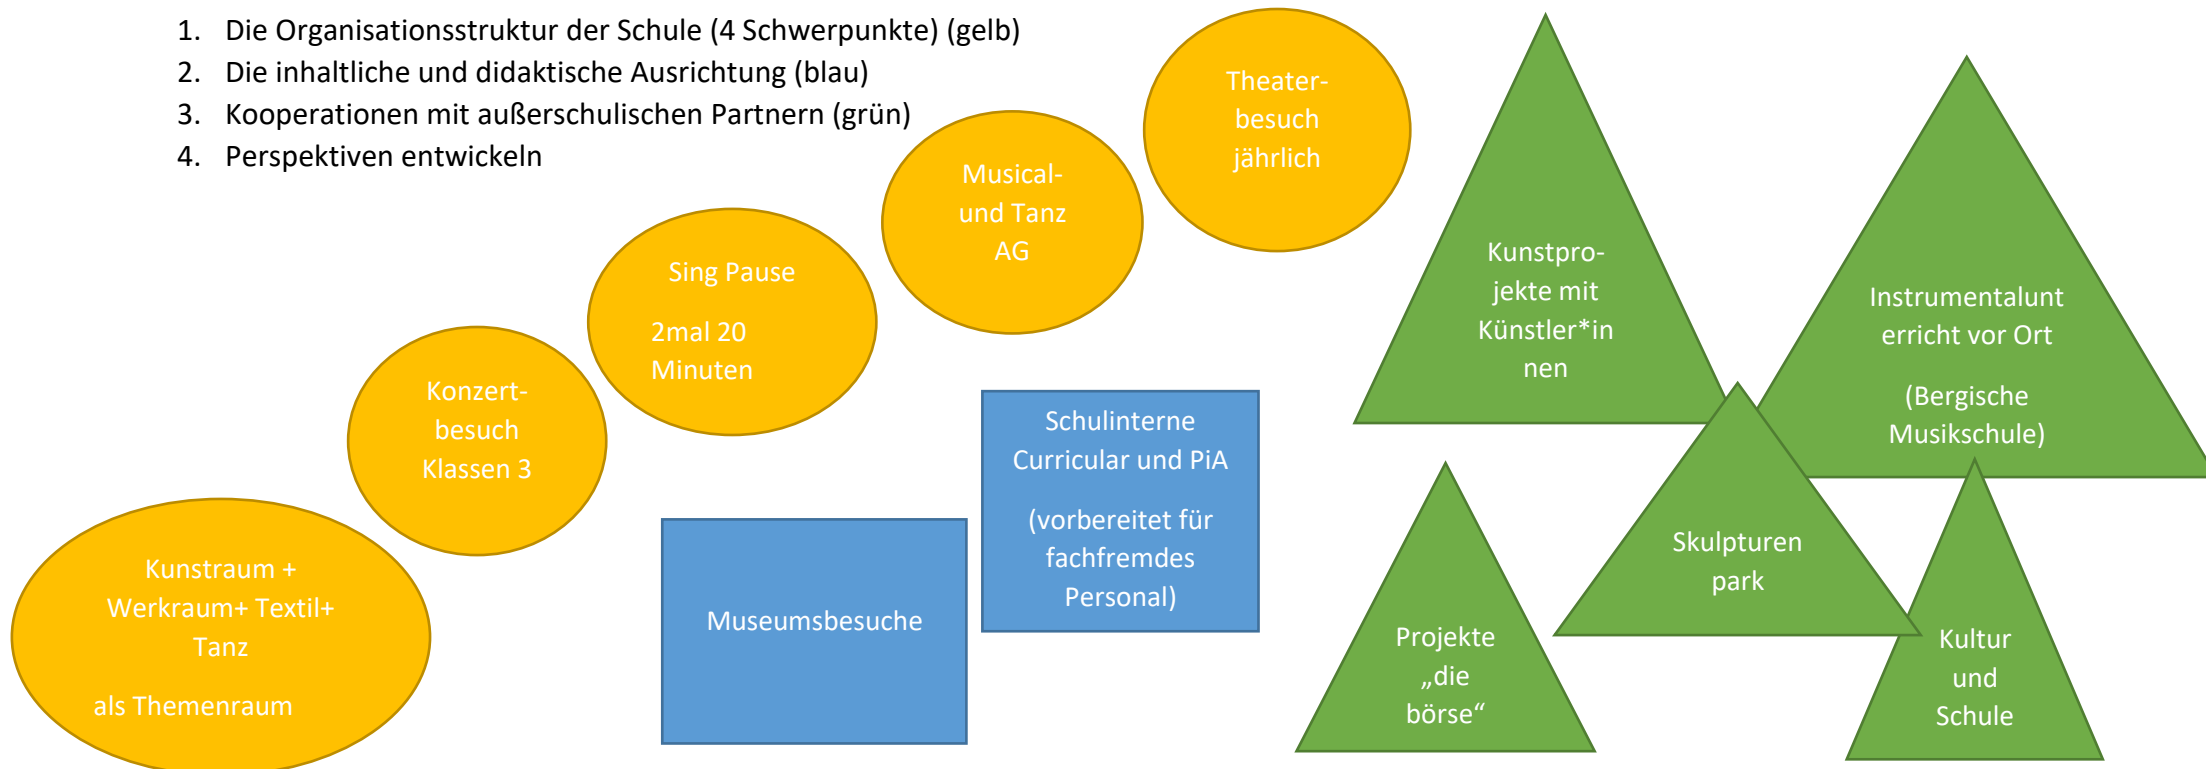 1. Die Organisationsstruktur der Schule (4 Schwerpunkte) (gelb)
2. Die inhaltliche und didaktische Ausrichtung (blau)
3. Kooperationen mit außerschulischen Partnern (grün)
4. Perspektiven entwickeln
Kunstraum +
Werkraum+ Textil+
Tanz
als Themenraum
Konzert-
besuch
Klassen 3
Sing Pause
2mal 20
Minuten
Musical-
und Tanz
AG
Theater-
besuch
jährlich
Museumsbesuche
Schulinterne
Curricular und PiA
(vorbereitet für
fachfremdes
Personal)
Kunstpro-
jekte mit
Künstler*in
nen
Instrumentalunt
erricht vor Ort
(Bergische
Musikschule)
Projekte
„die
börse“
Skulpturen
park
Kultur
und
Schule